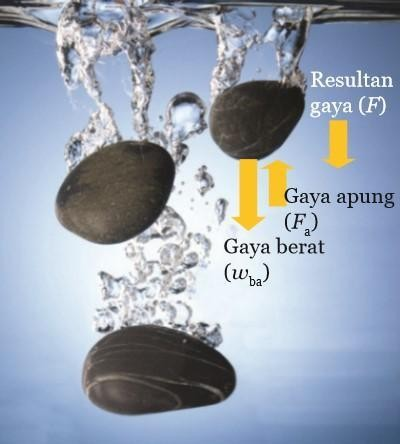 Resultan
gaya (F)
Gaya apung
(Fa)
Gaya berat
(wba)